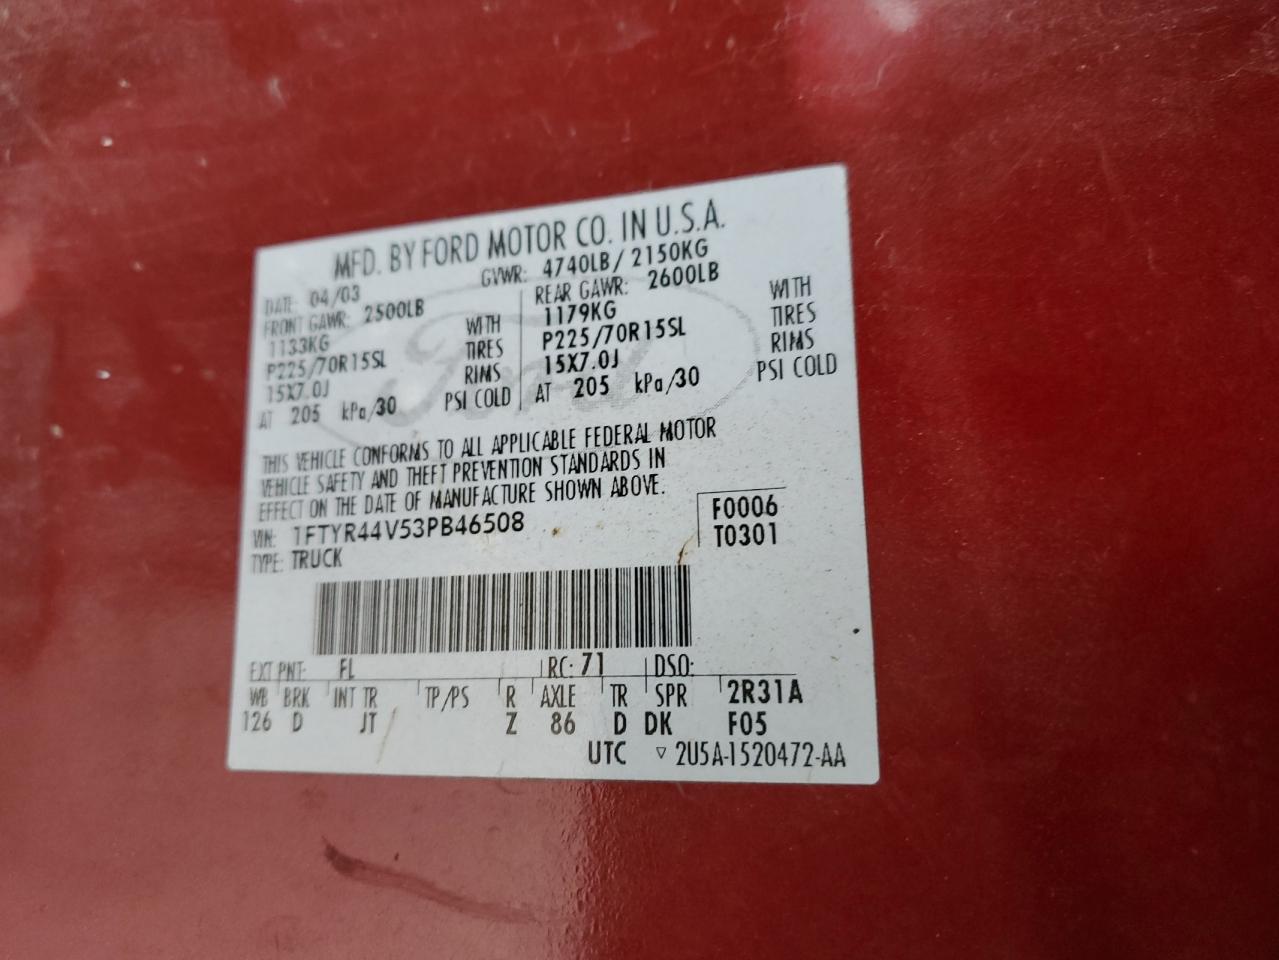 MFD. BY FORD MOTOR CO. IN U.S.A.
DATE: 04/03 GVWR: 4740LB/ 2150KG
FRONT GAWR: 2500LB REAR GAWR: 2600LB
1133KG WITH 1179KG WITH
P225/70R15SL TIRES P225/70R15SL TIRES
15X7.0J RIMS 15X7.0J RIMS
AT 205 kPa/30 PSI COLD AT 205 kPa/30 PSI COLD
Ford
THIS VEHICLE CONFORMS TO ALL APPLICABLE FEDERAL MOTOR
VEHICLE SAFETY AND THEFT PREVENTION STANDARDS IN
EFFECT ON THE DATE OF MANUFACTURE SHOWN ABOVE.
VIN: 1FTYR44V53PB46508 F0006
TYPE: TRUCK T0301
EXT PNT: FL RC: 71 DSO:
WB BRK INT TR TP/PS R AXLE TR SPR 2R31A
126 D JT Z 86 D DK F05
UTC ▽ 2U5A-1520472-AA